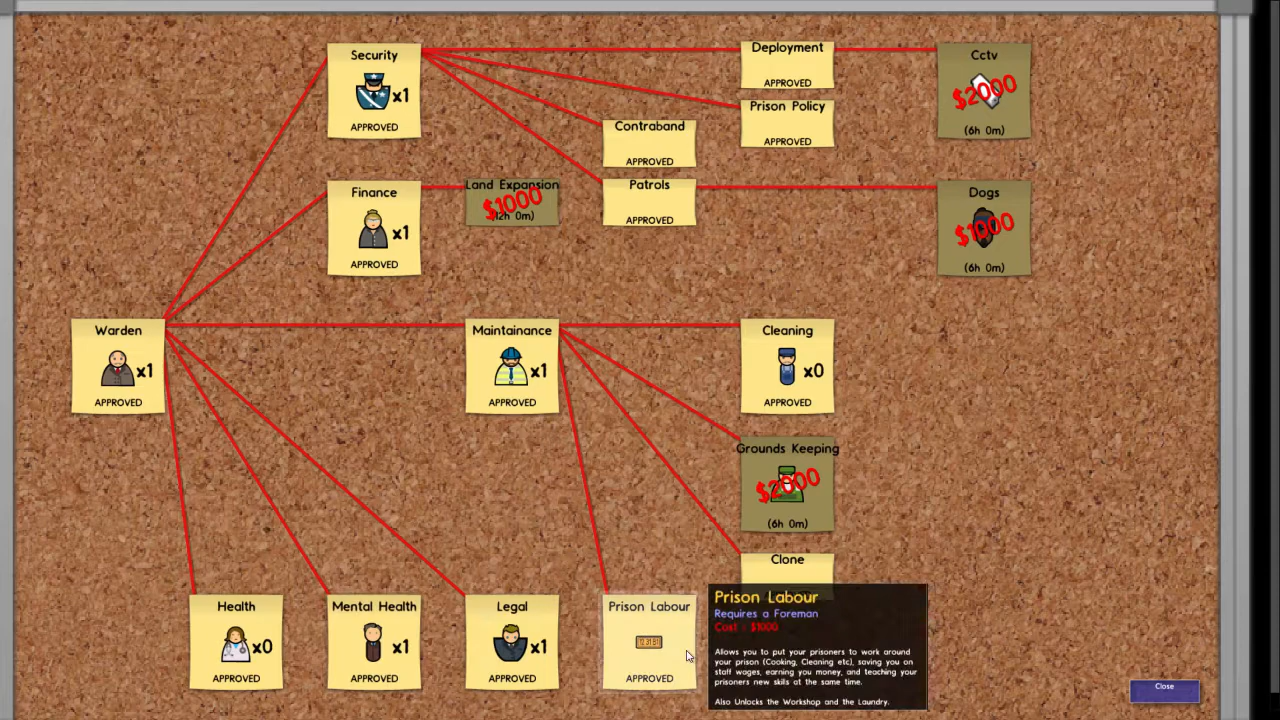 Security
x1
APPROVED
Deployment
APPROVED
Cctv
$2000
(6h 0m)
Prison Policy
APPROVED
Contraband
APPROVED
Finance
x1
APPROVED
Land Expansion
$1000
(12h 0m)
Patrols
APPROVED
Dogs
$1000
(6h 0m)
Warden
x1
APPROVED
Maintainance
x1
APPROVED
Cleaning
x0
APPROVED
Grounds Keeping
$2000
(6h 0m)
Clone
Health
x0
APPROVED
Mental Health
x1
APPROVED
Legal
x1
APPROVED
Prison Labour
APPROVED
Prison Labour
Requires a Foreman
Cost : $1000
Allows you to put your prisoners to work around
your prison (Cooking, Cleaning etc), saving you on
staff wages, earning you money, and teaching your
prisoners new skils at the same time.
Also Unlocks the Workshop and the Laundry.
Close